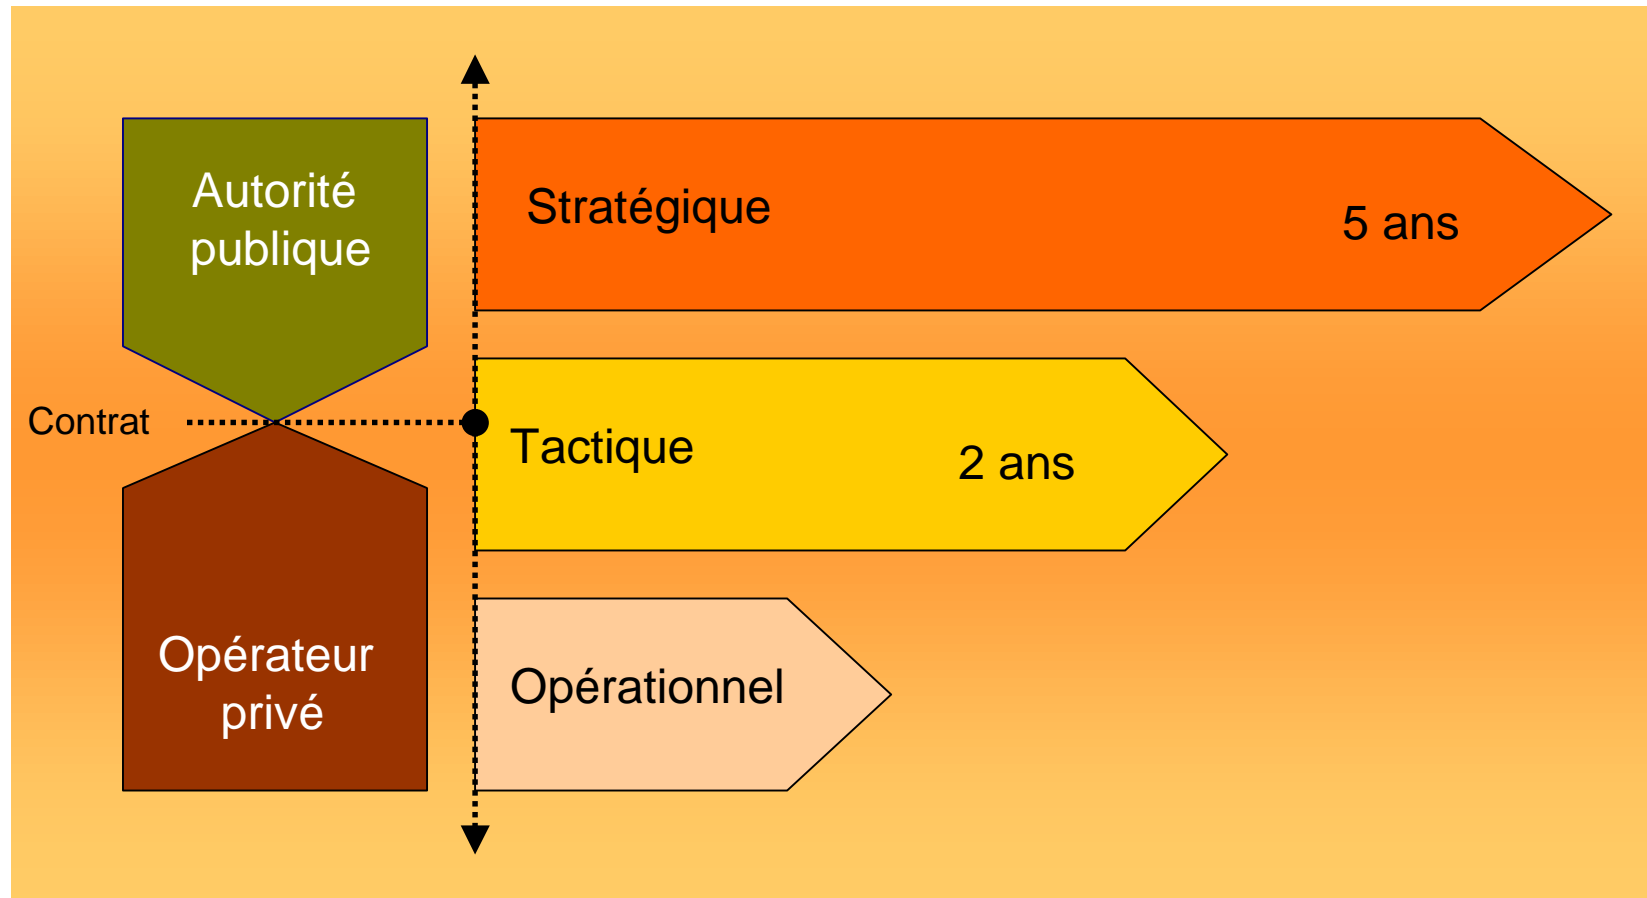 Autorité
publique
Stratégique
5 ans
Contrat
Tactique
2 ans
Opérateur
privé
Opérationnel